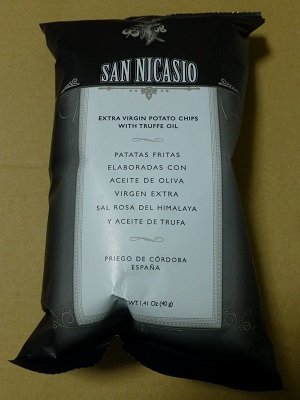 SAN NICASIO
EXTRA VIRGIN POTATO CHIPS
WITH TRUFFE OIL
PATATAS FRITAS
ELABORADAS CON
ACEITE DE OLIVA
VIRGEN EXTRA
SAL ROSA DEL HIMALAYA
Y ACEITE DE TRUFA
PRIEGO DE CÓRDOBA
ESPAÑA
WT. 1.41 Oz (40 g)